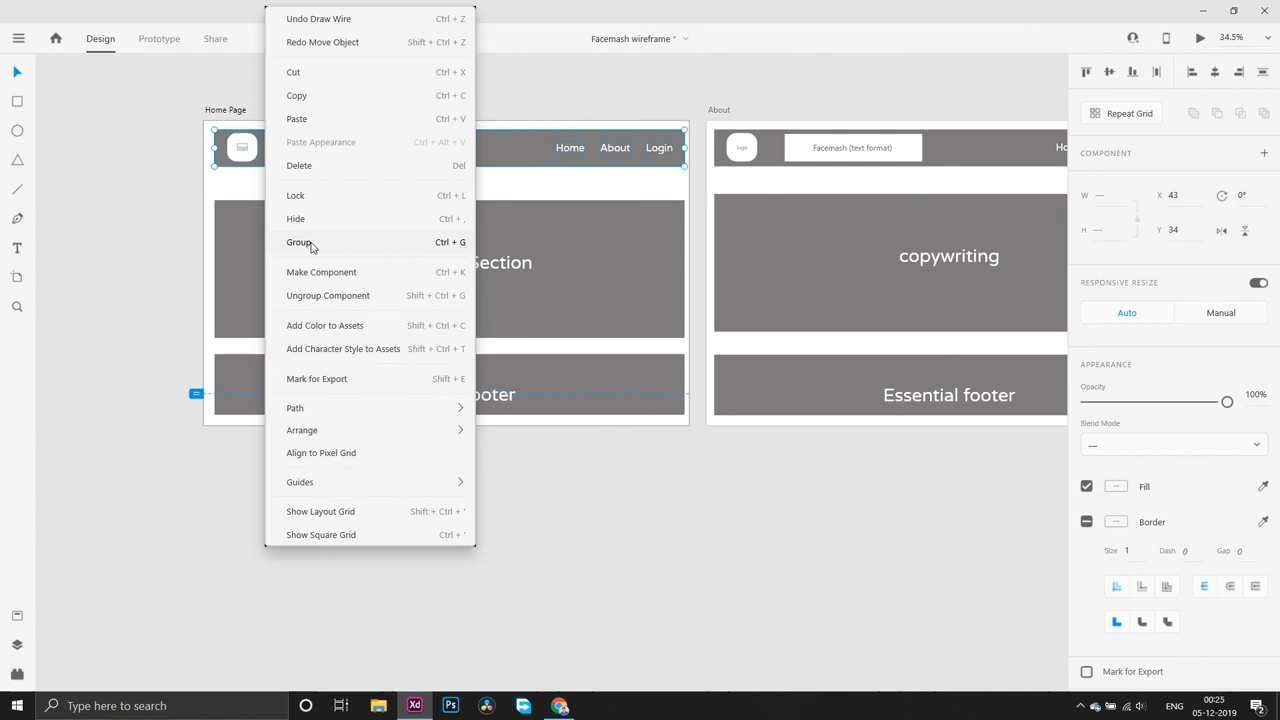 Design
Prototype
Share
Facemash wireframe *
34.5%
Undo Draw Wire Ctrl + Z
Redo Move Object Shift + Ctrl + Z
Cut Ctrl + X
Copy Ctrl + C
Paste Ctrl + V
Paste Appearance Ctrl + Alt + V
Delete Del
Lock Ctrl + L
Hide Ctrl + ,
Group Ctrl + G
Make Component Ctrl + K
Ungroup Component Shift + Ctrl + G
Add Color to Assets Shift + Ctrl + C
Add Character Style to Assets Shift + Ctrl + T
Mark for Export Shift + E
Path
Arrange
Align to Pixel Grid
Guides
Show Layout Grid Shift + Ctrl + '
Show Square Grid Ctrl + '
Home Page
Home About Login
Section
ooter
About
logo
Facemash (text format)
Ho
copywriting
Essential footer
Repeat Grid
COMPONENT
W — X 43 0°
H — Y 34
RESPONSIVE RESIZE
Auto Manual
APPEARANCE
Opacity
100%
Blend Mode
—
Fill
Border
Size 1 Dash 0 Gap 0
Mark for Export
Type here to search
Xd
Ps
ENG
00:25
05-12-2019
2